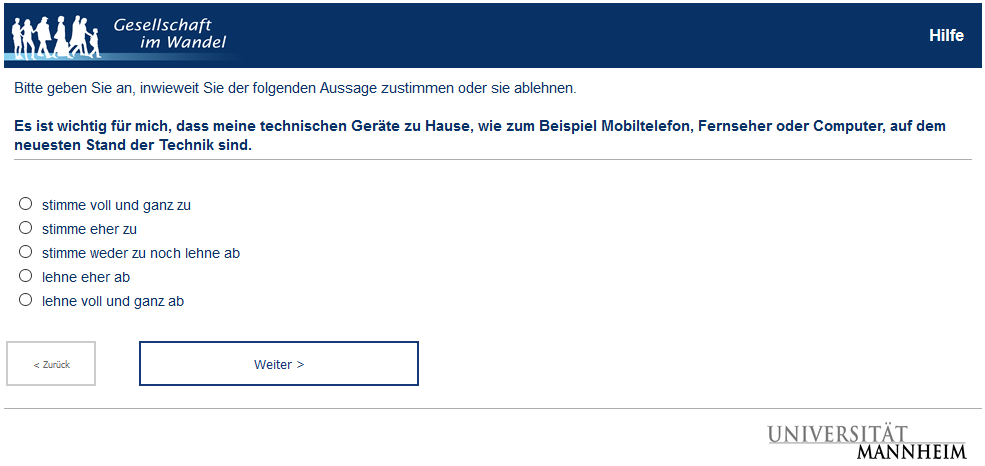 Gesellschaft
im Wandel
Hilfe
Bitte geben Sie an, inwieweit Sie der folgenden Aussage zustimmen oder sie ablehnen.
Es ist wichtig für mich, dass meine technischen Geräte zu Hause, wie zum Beispiel Mobiltelefon, Fernseher oder Computer, auf dem
neuesten Stand der Technik sind.
stimme voll und ganz zu
stimme eher zu
stimme weder zu noch lehne ab
lehne eher ab
lehne voll und ganz ab
< Zurück
Weiter >
UNIVERSITÄT
MANNHEIM